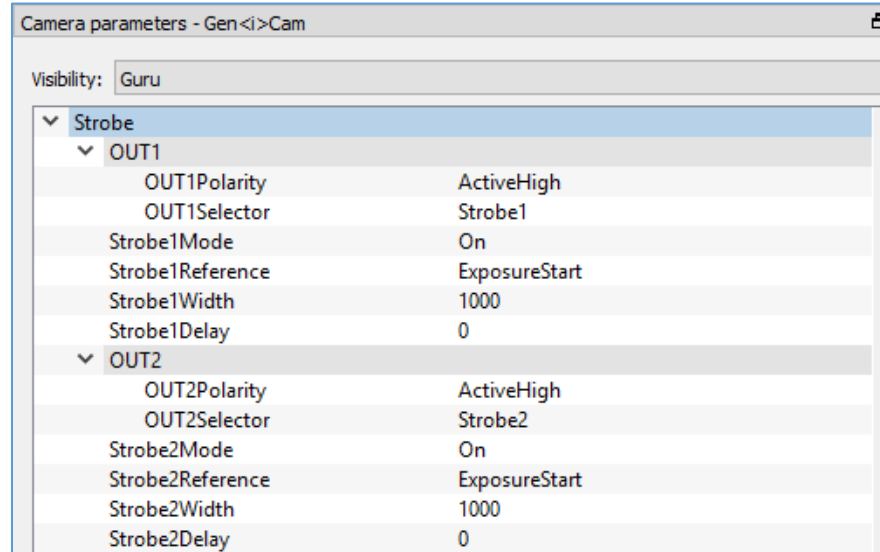 Camera parameters - Gen<i>Cam
Visibility: Guru
Strobe
OUT1
OUT1Polarity ActiveHigh
OUT1Selector Strobe1
Strobe1Mode On
Strobe1Reference ExposureStart
Strobe1Width 1000
Strobe1Delay 0
OUT2
OUT2Polarity ActiveHigh
OUT2Selector Strobe2
Strobe2Mode On
Strobe2Reference ExposureStart
Strobe2Width 1000
Strobe2Delay 0